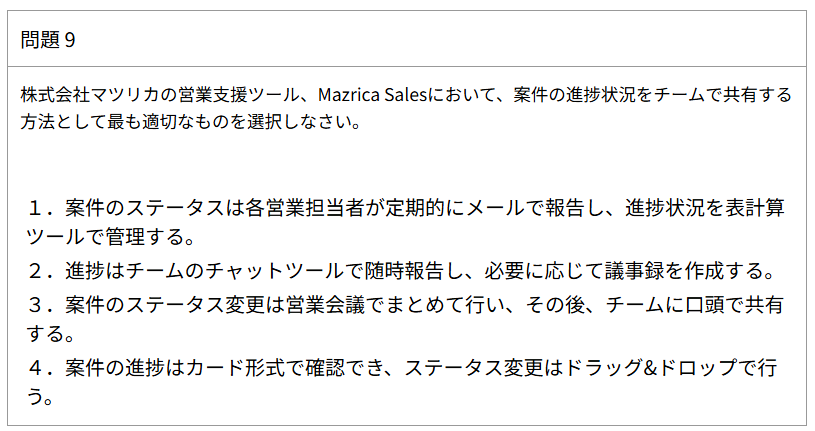 問題 9
株式会社マツリカの営業支援ツール、Mazrica Salesにおいて、案件の進捗状況をチームで共有する
方法として最も適切なものを選択しなさい。
１．案件のステータスは各営業担当者が定期的にメールで報告し、進捗状況を表計算
ツールで管理する。
２．進捗はチームのチャットツールで随時報告し、必要に応じて議事録を作成する。
３．案件のステータス変更は営業会議でまとめて行い、その後、チームに口頭で共有
する。
４．案件の進捗はカード形式で確認でき、ステータス変更はドラッグ&ドロップで行
う。